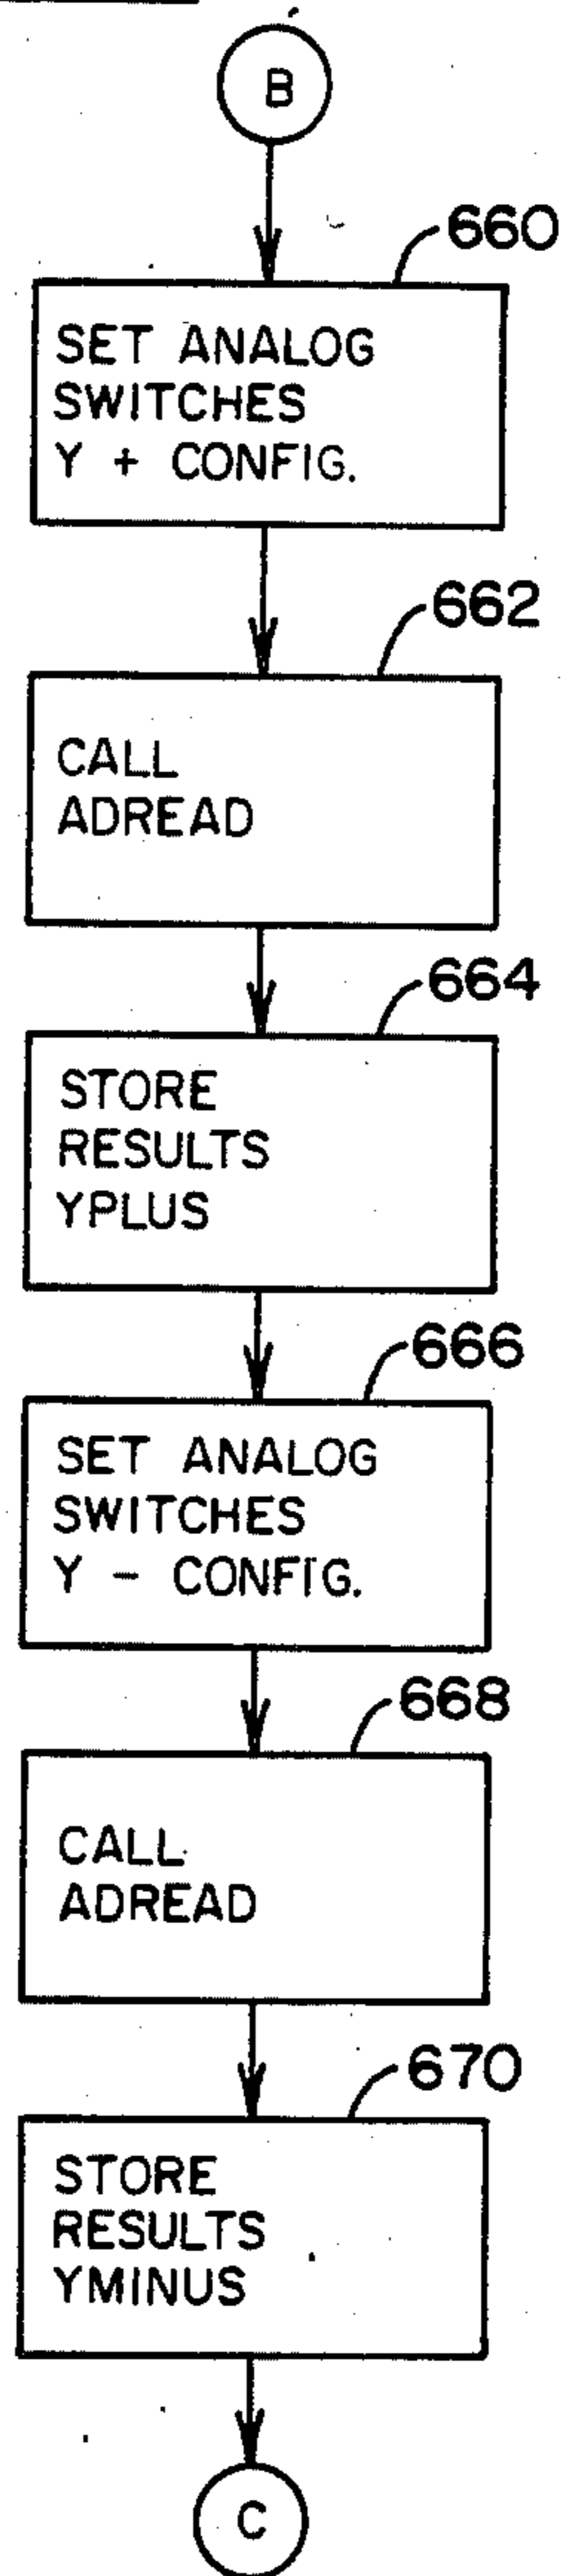 B
660
SET ANALOG
SWITCHES
Y + CONFIG.
662
CALL
ADREAD
664
STORE
RESULTS
YPLUS
666
SET ANALOG
SWITCHES
Y - CONFIG.
668
CALL
ADREAD
670
STORE
RESULTS
YMINUS
C